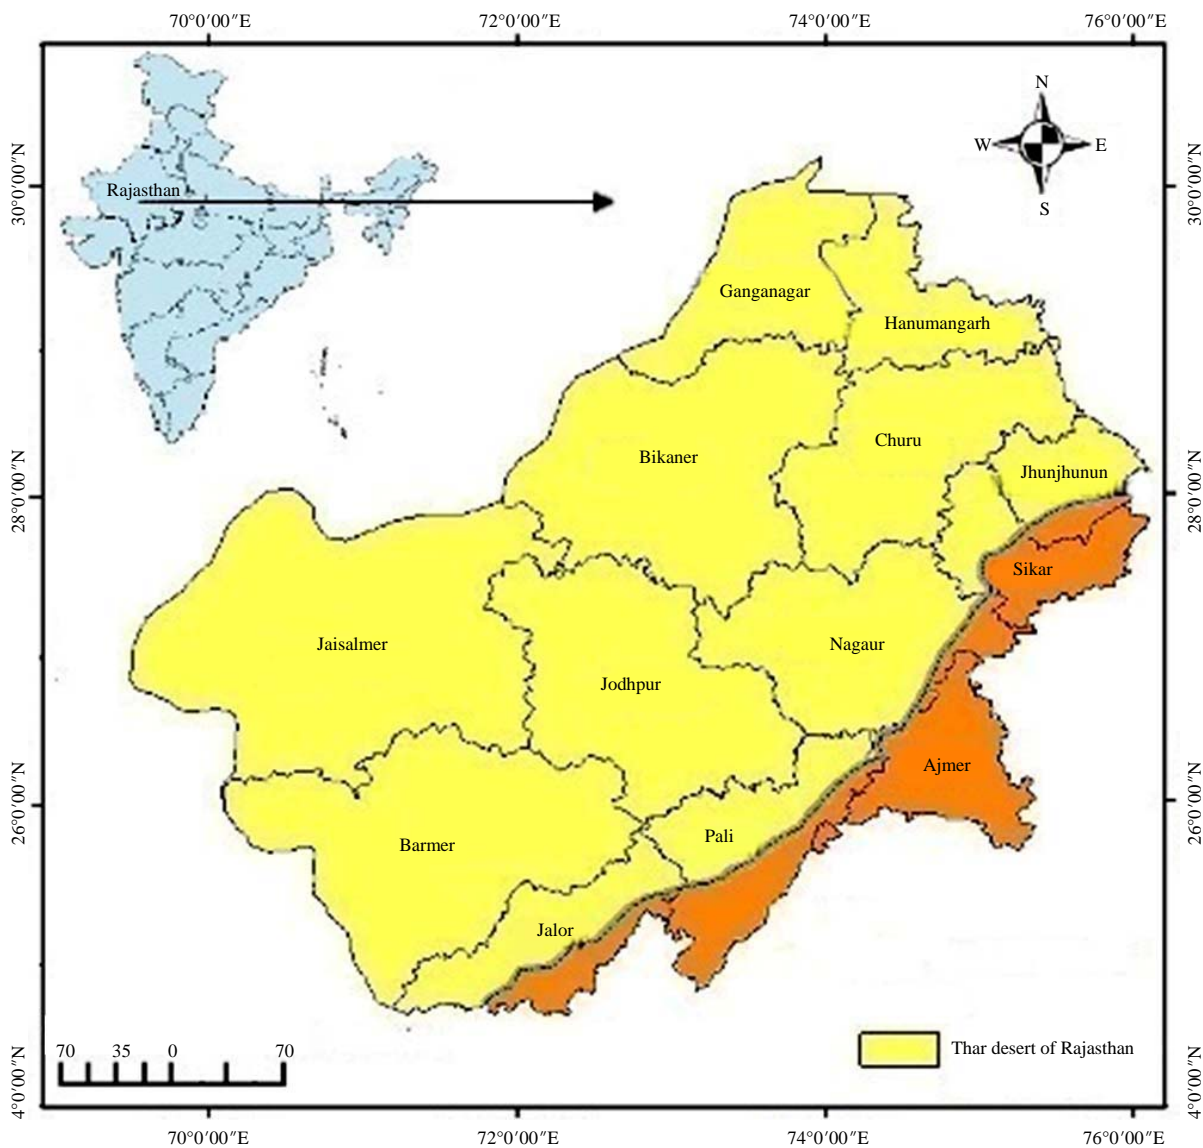 70°0′00″E 72°0′00″E 74°0′00″E 76°0′00″E
N
W E
S
30°0′00″N
30°0′00″N
Rajasthan
Ganganagar
Hanumangarh
Churu
Bikaner
Jhunjhunun
28°0′00″N
28°0′00″N
Sikar
Jaisalmer
Nagaur
Jodhpur
Ajmer
26°0′00″N
26°0′00″N
Pali
Barmer
Jalor
70 35 0 70
Thar desert of Rajasthan
4°0′00″N
4°0′00″N
70°0′00″E 72°0′00″E 74°0′00″E 76°0′00″E